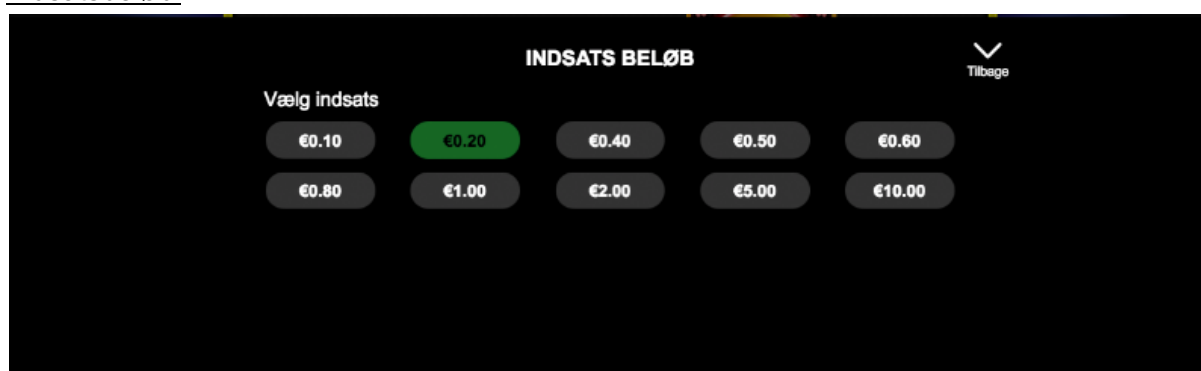 INDSATS BELØB
Tilbage
Vælg indsats
€0.10 €0.20 €0.40 €0.50 €0.60
€0.80 €1.00 €2.00 €5.00 €10.00